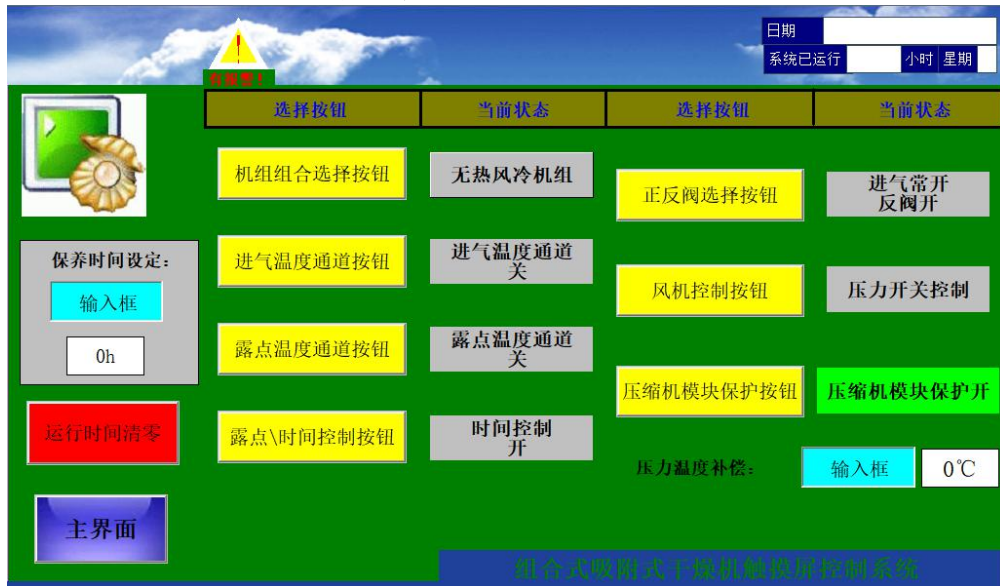 日期
系统已运行 小时 星期
有报警!
选择按钮 当前状态 选择按钮 当前状态
机组组合选择按钮 无热风冷机组
正反阀选择按钮 进气常开
反阀开
保养时间设定:
输入框
0h
进气温度通道按钮 进气温度通道
关
风机控制按钮 压力开关控制
露点温度通道按钮 露点温度通道
关
压缩机模块保护按钮 压缩机模块保护开
运行时间清零
露点\时间控制按钮 时间控制
开
压力温度补偿: 输入框 0℃
主界面
组合式吸附式干燥机触摸屏控制系统